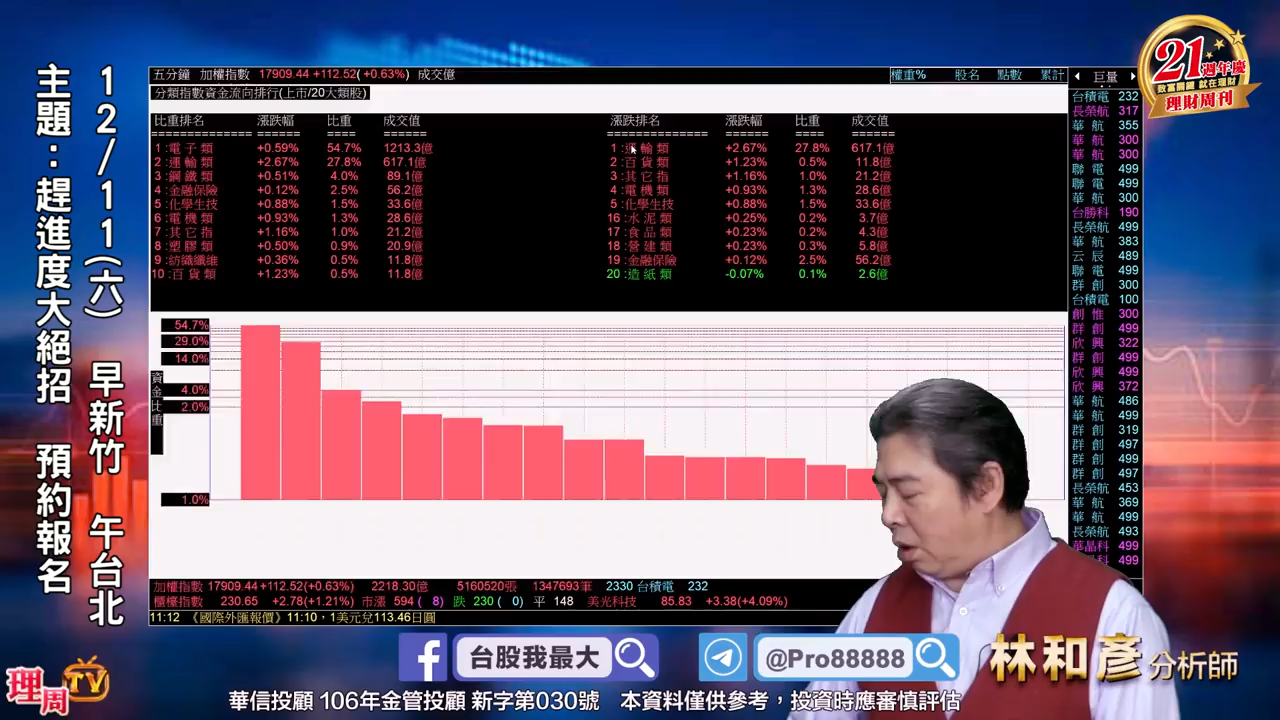 12/11(六) 早新竹 午台北
主題：趕進度大絕招 預約報名
五分鐘 加權指數 17909.44 +112.52(+0.63%) 成交億
權重% 股名 點數 累計
分類指數資金流向排行(上市/20大類股)
比重排名 漲跌幅 比重 成交值
============= ====== ==== ======
1 :電 子 類 +0.59% 54.7% 1213.3億
2 :運 輸 類 +2.67% 27.8% 617.1億
3 :鋼 鐵 類 +0.51% 4.0% 89.1億
4 :金融保險 +0.12% 2.5% 56.2億
5 :化學生技 +0.88% 1.5% 33.6億
6 :電 機 類 +0.93% 1.3% 28.6億
7 :其 它 指 +1.16% 1.0% 21.2億
8 :塑 膠 類 +0.50% 0.9% 20.9億
9 :紡織纖維 +0.36% 0.5% 11.8億
10 :百 貨 類 +1.23% 0.5% 11.8億
漲跌排名 漲跌幅 比重 成交值
============= ====== ==== ======
1 :運 輸 類 +2.67% 27.8% 617.1億
2 :百 貨 類 +1.23% 0.5% 11.8億
3 :其 它 指 +1.16% 1.0% 21.2億
4 :電 機 類 +0.93% 1.3% 28.6億
5 :化學生技 +0.88% 1.5% 33.6億
16 :水 泥 類 +0.25% 0.2% 3.7億
17 :食 品 類 +0.23% 0.2% 4.3億
18 :營 建 類 +0.23% 0.3% 5.8億
19 :金融保險 +0.12% 2.5% 56.2億
20 :造 紙 類 -0.07% 0.1% 2.6億
54.7%
29.0%
14.0%
4.0%
2.0%
1.0%
資金比重
巨量
台積電 232
長榮航 317
華 航 355
華 航 300
華 航 300
聯 電 499
聯 電 499
華 航 300
台勝科 190
長榮航 499
華 航 383
云 辰 489
聯 電 499
群 創 300
台積電 100
創 惟 300
群 創 499
欣 興 322
群 創 499
欣 興 499
欣 興 372
華 航 486
華 航 499
群 創 319
群 創 497
群 創 499
群 創 497
長榮航 453
華 航 369
華 航 499
長榮航 493
華晶科 499
晶科 499
加權指數 17909.44 +112.52(+0.63%) 2218.30億 5160520張 1347693筆 2330 台積電 232
櫃檯指數 230.65 +2.78(+1.21%) 市漲 594 ( 8) 跌 230 ( 0) 平 148 美光科技 85.83 +3.38(+4.09%)
11:12 《國際外匯報價》11:10，1美元兌113.46日圓
21週年慶
致富關鍵 就在理財
理財周刊
台股我最大
@Pro88888
林和彥 分析師
理周TV
華信投顧 106年金管投顧 新字第030號 本資料僅供參考，投資時應審慎評估